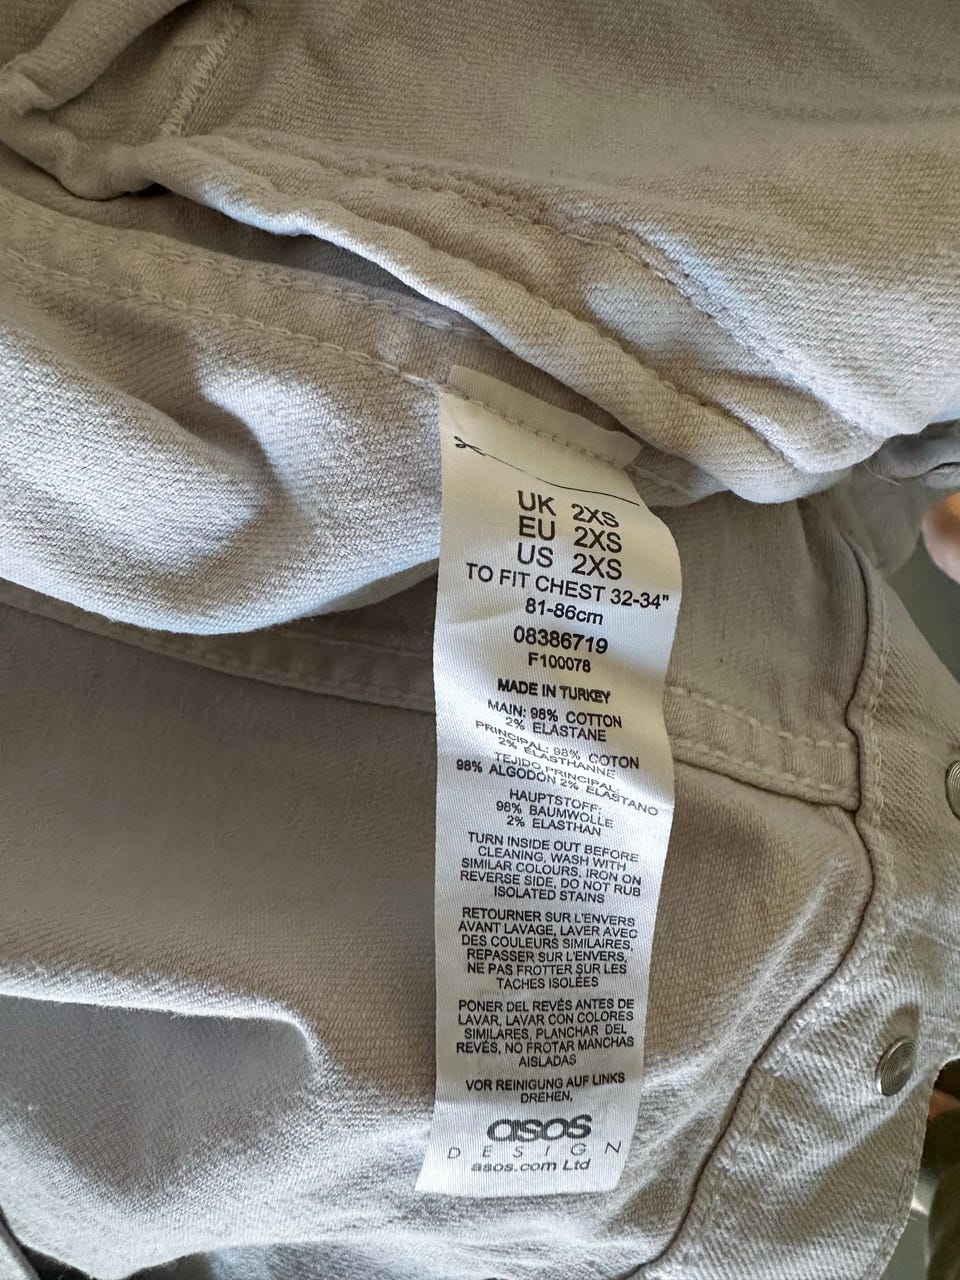 UK 2XS
EU 2XS
US 2XS
TO FIT CHEST 32-34"
81-86cm
08386719
F100078
MADE IN TURKEY
MAIN: 98% COTTON
2% ELASTANE
PRINCIPAL: 98% COTON
2% ELASTHANNE
TEJIDO PRINCIPAL:
98% ALGODÓN 2% ELASTANO
HAUPTSTOFF:
98% BAUMWOLLE
2% ELASTHAN
TURN INSIDE OUT BEFORE
CLEANING, WASH WITH
SIMILAR COLOURS, IRON ON
REVERSE SIDE, DO NOT RUB
ISOLATED STAINS
RETOURNER SUR L'ENVERS
AVANT LAVAGE, LAVER AVEC
DES COULEURS SIMILAIRES,
REPASSER SUR L'ENVERS,
NE PAS FROTTER SUR LES
TACHES ISOLÉES
PONER DEL REVÉS ANTES DE
LAVAR, LAVAR CON COLORES
SIMILARES, PLANCHAR DEL
REVÉS, NO FROTAR MANCHAS
AISLADAS
VOR REINIGUNG AUF LINKS
DREHEN,
asos
DESIGN
asos.com Ltd